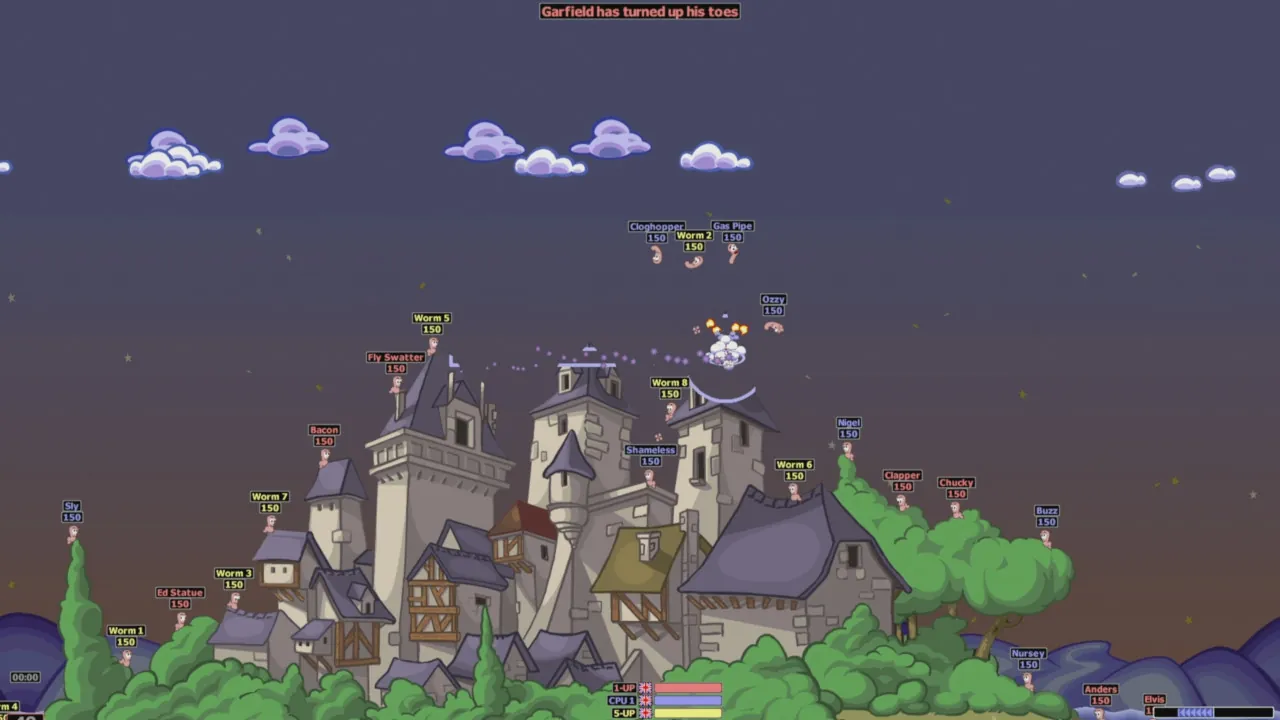 Garfield has turned up his toes
Cloghopper
150
Worm 2
150
Gas Pipe
150
Ozzy
150
Worm 5
150
Fly Swatter
150
Worm 8
150
Nigel
150
Bacon
150
Shameless
150
Worm 6
150
Clapper
150
Chucky
150
Worm 7
150
Sly
150
Buzz
150
Worm 3
150
Ed Statue
150
Worm 1
150
Nursey
150
00:00
1-UP
CPU 1
5-UP
Anders
150
Elvis